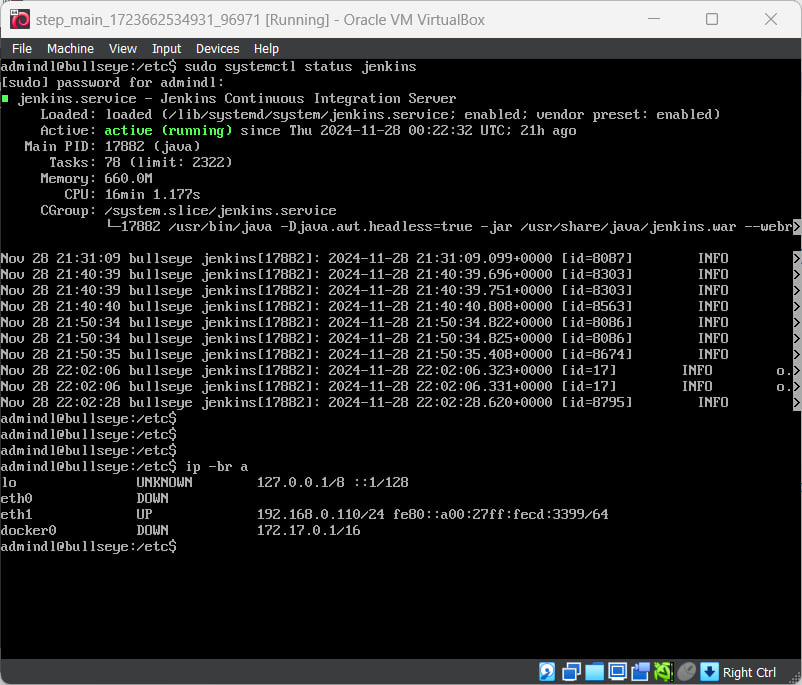 step_main_1723662534931_96971 [Running] - Oracle VM VirtualBox
File Machine View Input Devices Help
admindl@bullseye:/etc$ sudo systemctl status jenkins
[sudo] password for admindl:
jenkins.service - Jenkins Continuous Integration Server
Loaded: loaded (/lib/systemd/system/jenkins.service; enabled; vendor preset: enabled)
Active: active (running) since Thu 2024-11-28 00:22:32 UTC; 21h ago
Main PID: 17882 (java)
Tasks: 78 (limit: 2322)
Memory: 660.0M
CPU: 16min 1.177s
CGroup: /system.slice/jenkins.service
└─17882 /usr/bin/java -Djava.awt.headless=true -jar /usr/share/java/jenkins.war --webr>
Nov 28 21:31:09 bullseye jenkins[17882]: 2024-11-28 21:31:09.099+0000 [id=8087] INFO >
Nov 28 21:40:39 bullseye jenkins[17882]: 2024-11-28 21:40:39.696+0000 [id=8303] INFO >
Nov 28 21:40:39 bullseye jenkins[17882]: 2024-11-28 21:40:39.751+0000 [id=8303] INFO >
Nov 28 21:40:40 bullseye jenkins[17882]: 2024-11-28 21:40:40.808+0000 [id=8563] INFO >
Nov 28 21:50:34 bullseye jenkins[17882]: 2024-11-28 21:50:34.822+0000 [id=8086] INFO >
Nov 28 21:50:34 bullseye jenkins[17882]: 2024-11-28 21:50:34.825+0000 [id=8086] INFO >
Nov 28 21:50:35 bullseye jenkins[17882]: 2024-11-28 21:50:35.408+0000 [id=8674] INFO >
Nov 28 22:02:06 bullseye jenkins[17882]: 2024-11-28 22:02:06.323+0000 [id=17] INFO o.>
Nov 28 22:02:06 bullseye jenkins[17882]: 2024-11-28 22:02:06.331+0000 [id=17] INFO o.>
Nov 28 22:02:28 bullseye jenkins[17882]: 2024-11-28 22:02:28.620+0000 [id=8795] INFO >
admindl@bullseye:/etc$
admindl@bullseye:/etc$
admindl@bullseye:/etc$
admindl@bullseye:/etc$ ip -br a
lo UNKNOWN 127.0.0.1/8 ::1/128
eth0 DOWN
eth1 UP 192.168.0.110/24 fe80::a00:27ff:fecd:3399/64
docker0 DOWN 172.17.0.1/16
admindl@bullseye:/etc$
Right Ctrl